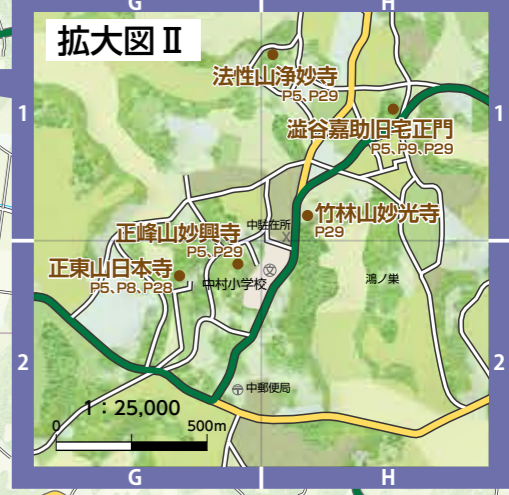 G
H
拡大図Ⅱ
法性山浄妙寺
P5、P29
1
1
澁谷嘉助旧宅正門
P5、P9、P29
竹林山妙光寺
P29
中駐在所
正峰山妙興寺
P5、P29
正東山日本寺
P5、P8、P28
中村小学校
鴻ノ巣
2
2
中郵便局
1：25,000
0
500m
G
H